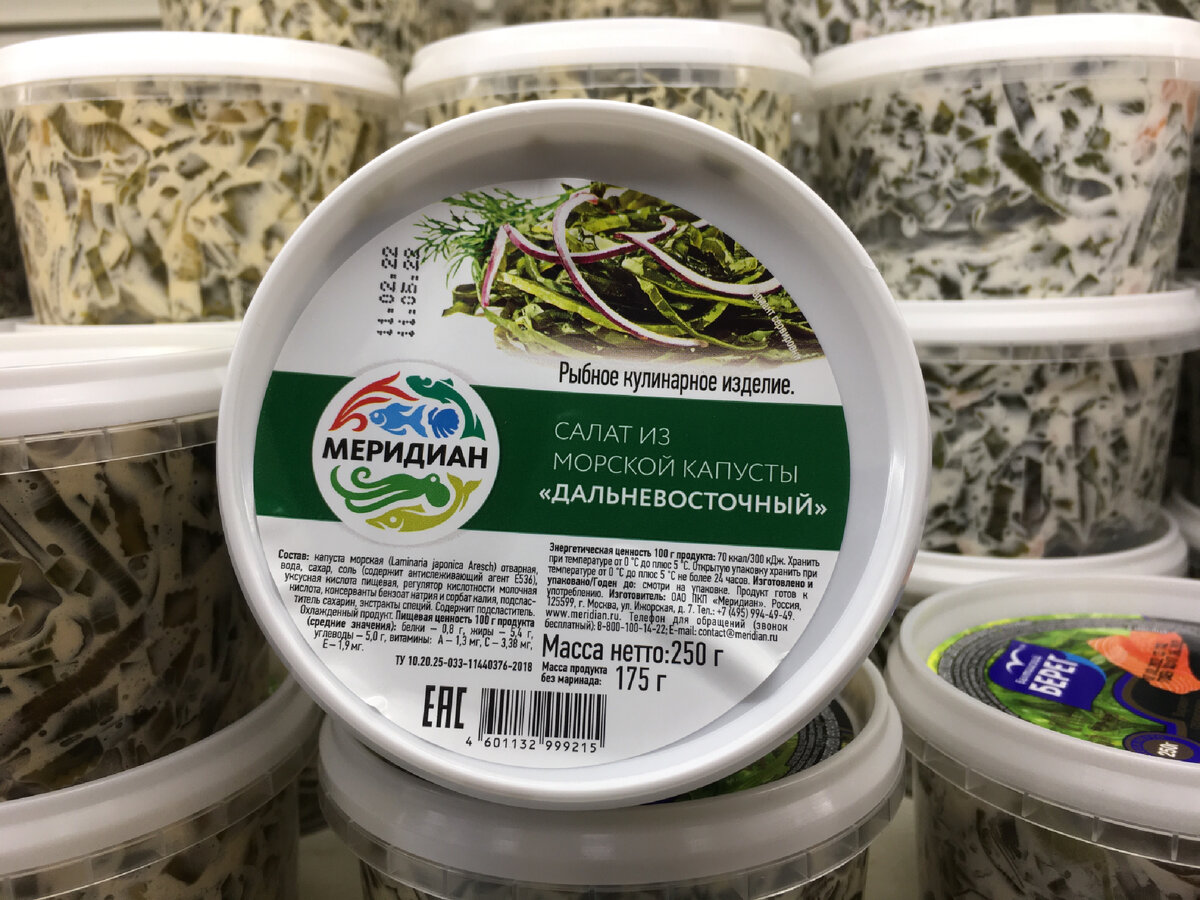 11.02.22
11.05.22
Вариант сервировки
Рыбное кулинарное изделие.
МЕРИДИАН
САЛАТ ИЗ
МОРСКОЙ КАПУСТЫ
«ДАЛЬНЕВОСТОЧНЫЙ»
Состав: капуста морская (Laminaria japonica Aresch) отварная,
вода, сахар, соль (содержит антислеживающий агент Е536),
уксусная кислота пищевая, регулятор кислотности молочная
кислота, консерванты бензоат натрия и сорбат калия, подсла-
титель сахарин, экстракты специй. Содержит подсластитель.
Охлажденный продукт. Пищевая ценность 100 г продукта
(средние значения): белки – 0,8 г, жиры – 5,4 г,
углеводы – 5,0 г, витамины: А – 1,3 мг, С – 3,38 мг,
Е – 1,9 мг.
ТУ 10.20.25-033-11440376-2018
Энергетическая ценность 100 г продукта: 70 ккал/300 кДж. Хранить
при температуре от 0 °С до плюс 5 °С. Открытую упаковку хранить при
температуре от 0 °С до плюс 5 °С не более 24 часов. Изготовлено и
упаковано/Годен до: смотри на упаковке. Продукт готов к
употреблению. Изготовитель: ОАО ПКП «Меридиан». Россия,
125599, г. Москва, ул. Ижорская, д. 7. Тел.: +7 (495) 994-49-49.
www.meridian.ru. Телефон для обращений (звонок
бесплатный): 8-800-100-14-22; E-mail: contact@meridian.ru
Масса нетто:250 г
Масса продукта
без маринада: 175 г
ЕАС
4 601132 999215
БЕРЕГ
250г